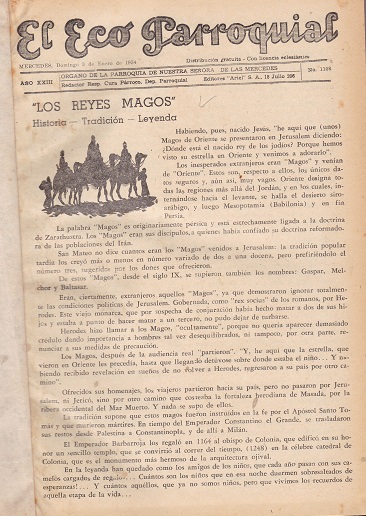 El Eco Parroquial
MERCEDES, Domingo 3 de Enero de 1954
Distribución gratuita - Con licencia eclesiástica
AÑO XXIII
ORGANO DE LA PARROQUIA DE NUESTRA SEÑORA DE LAS MERCEDES
Redactor Resp. Cura Párroco. Dep. Parroquial
Editores "Ariel" S. A., 18 Julio 206
No.
"LOS REYES MAGOS"
Historia — Tradición — Leyenda
Habiendo, pues, nacido Jesús, "he aquí que (unos)
Magos de Oriente se presentaron en Jerusalem diciendo:
¿Dónde está el nacido rey de los judíos? Porque hemos
visto su estrella en Oriente y venimos a adorarlo".
Los inesperados extranjeros eran "Magos" y venían
de "Oriente". Estos son, respecto a ellos, los únicos da-
tos seguros y, aún así, muy vagos. Oriente designa to-
das las regiones más allá del Jordán, y en los cuales, in-
ternándose hacia el levante, se halla el desierto siro-
arábigo, y luego Mesopotamia (Babilonia) y en fin
Persia.
La palabra "Magos" es originariamente persica y esta estrechamente ligada a la doctrina
de Zarathustra. Los "Magos" eran sus discípulos, a quienes había confiado su doctrina reformado-
ra de las poblaciones del Irán.
San Mateo no dice cuantos eran los "Magos" venidos a Jerusalem: la tradición popular
tardía los creyó más o menos en número variado de dos a una docena, pero prefiriéndolo el
número tres, sugerido por los dones que ofrecieron.
De estos "Magos", desde el siglo IX, se supieron también los nombres: Gaspar, Mel-
chor y Baltasar.
Eran, ciertamente, extranjeros aquellos "Magos", ya que demostraron ignorar totalmen-
te las condiciones políticas de Jerusalem. Gobernada, como "rex socius" de los romanos, por He-
rodes. Este viejo monarca, que por sospecha de conjuración había hecho matar a dos de sus hi-
jos y estaba a punto de hacer matar a un tercero, no pudo dejar de turbarse.
Herodes hizo llamar a los Magos, "ocultamente", porque no quería aparecer demasiado
crédulo dando importancia a hombres tal vez desequilibrados, ni tampoco, por otra parte, re-
nunciar a sus medidas de precaución.
Los Magos, después de la audiencia real "partieron". "Y, he aquí que la estrella, que
vieron en Oriente les precedía, hasta que llegando detúvose sobre donde estaba el niño... Y ha-
biendo recibido revelación en sueños de no volver a Herodes, regresaron a su país por otro ca-
mino".
Ofrecidos sus homenajes, los viajeros partieron hacia su país, pero no pasaron por Jerusa-
lem, ni Jericó, sino por otro camino que costeaba la fortaleza herodiana de Masada, por la
ribera occidental del Mar Muerto. Y nada se supo de ellos.
La tradición supone que estos magos fueron instruídos en la fe por el Apóstol Santo To-
más y que murieron mártires. En tiempo del Emperador Constantino el Grande, se trasladaron
sus restos desde Palestina a Constantinopla, y de allí a Milán.
El Emperador Barbarroja los regaló en 1164 al obispo de Colonia, que edificó en su ho-
nor un sencillo templo, que se convirtió al correr del tiempo, (1248) en la célebre catedral de
Colonia, que es el monumento más hermoso de la arquitectura ojival.
En la leyenda han quedado como los amigos de los niños, que cada año pasan con sus ca-
mellos cargados de regalo... Cuántos son los niños que en esa noche duermen sobresaltados de
emoción!... Y cuántos aquéllos, que ya no somos niños, pero que vivimos los recuerdos de
aquella etapa de la vida...